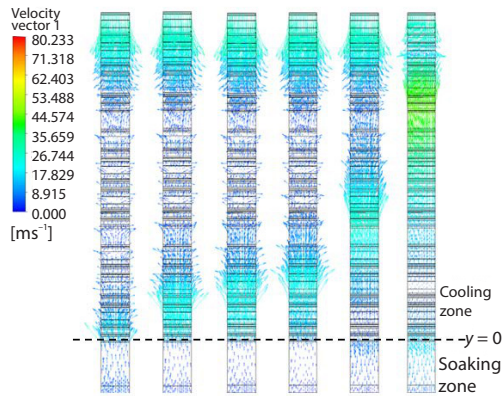 Velocity
vector 1
80.233
71.318
62.403
53.488
44.574
35.659
26.744
17.829
8.915
0.000
[ms⁻¹]
Cooling
zone
y = 0
Soaking
zone